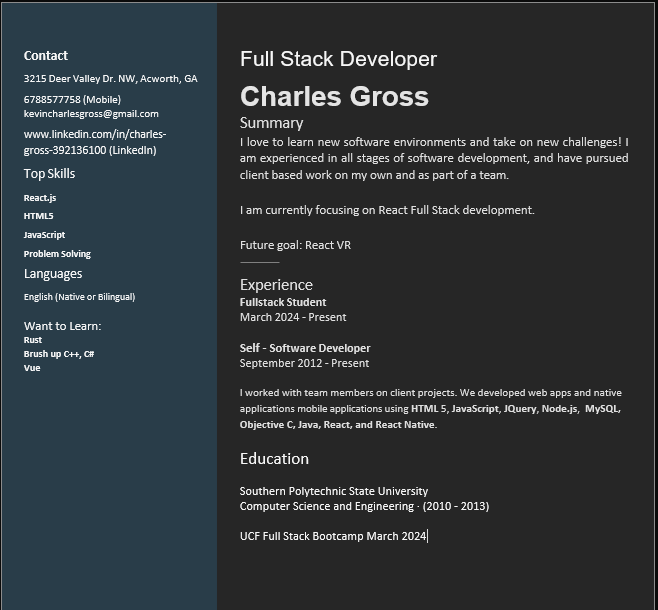 Contact
3215 Deer Valley Dr. NW, Acworth, GA
6788577758 (Mobile)
kevincharlesgross@gmail.com
www.linkedin.com/in/charles-
gross-392136100 (LinkedIn)
Top Skills
React.js
HTML5
JavaScript
Problem Solving
Languages
English (Native or Bilingual)
Want to Learn:
Rust
Brush up C++, C#
Vue
Full Stack Developer
Charles Gross
Summary
I love to learn new software environments and take on new challenges! I
am experienced in all stages of software development, and have pursued
client based work on my own and as part of a team.
I am currently focusing on React Full Stack development.
Future goal: React VR
Experience
Fullstack Student
March 2024 - Present
Self - Software Developer
September 2012 - Present
I worked with team members on client projects. We developed web apps and native
applications mobile applications using HTML 5, JavaScript, JQuery, Node.js, MySQL,
Objective C, Java, React, and React Native.
Education
Southern Polytechnic State University
Computer Science and Engineering · (2010 - 2013)
UCF Full Stack Bootcamp March 2024